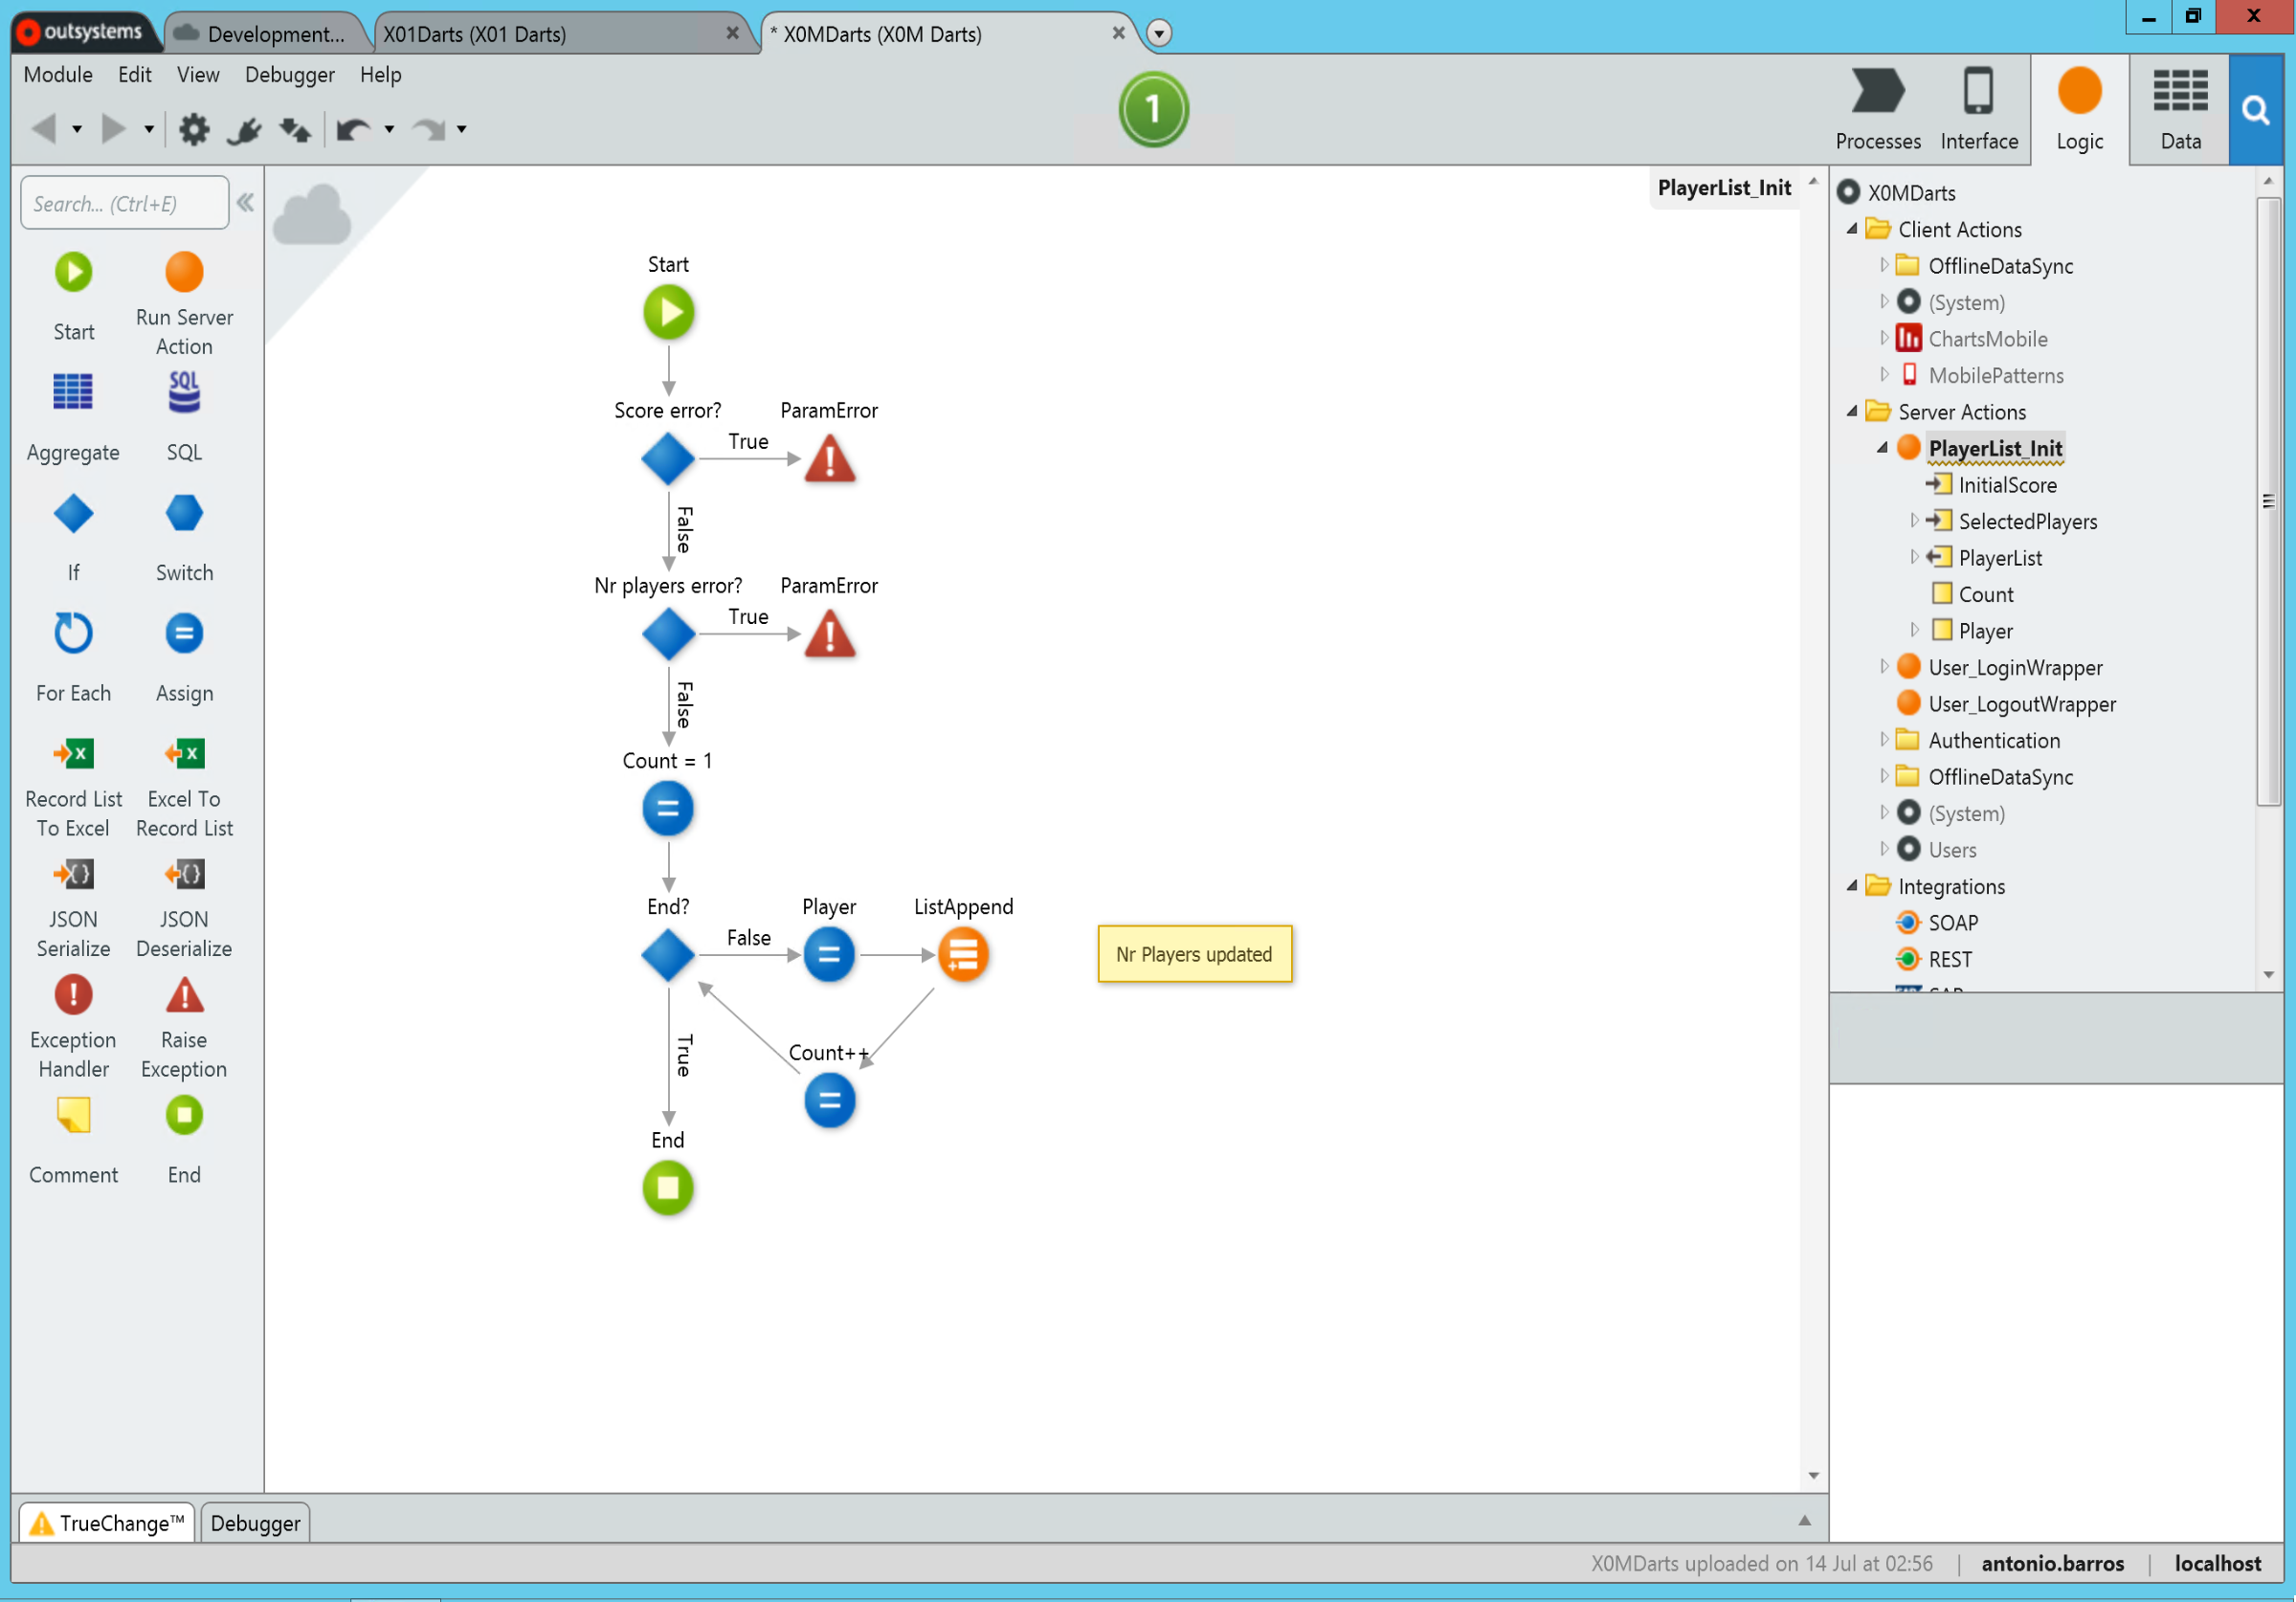 outsystems
Development...
X01Darts (X01 Darts)
* X0MDarts (X0M Darts)
Module Edit View Debugger Help
1
Processes
Interface
Logic
Data
Search... (Ctrl+E)
Start
Run Server
Action
Aggregate
SQL
SQL
If
Switch
For Each
Assign
Record List
To Excel
Excel To
Record List
JSON
Serialize
JSON
Deserialize
Exception
Handler
Raise
Exception
Comment
End
PlayerList_Init
Start
Score error?
True
ParamError
False
Nr players error?
True
ParamError
False
Count = 1
End?
False
Player
ListAppend
Nr Players updated
Count++
True
End
X0MDarts
Client Actions
OfflineDataSync
(System)
ChartsMobile
MobilePatterns
Server Actions
PlayerList_Init
InitialScore
SelectedPlayers
PlayerList
Count
Player
User_LoginWrapper
User_LogoutWrapper
Authentication
OfflineDataSync
(System)
Users
Integrations
SOAP
REST
TrueChange™
Debugger
X0MDarts uploaded on 14 Jul at 02:56 | antonio.barros | localhost